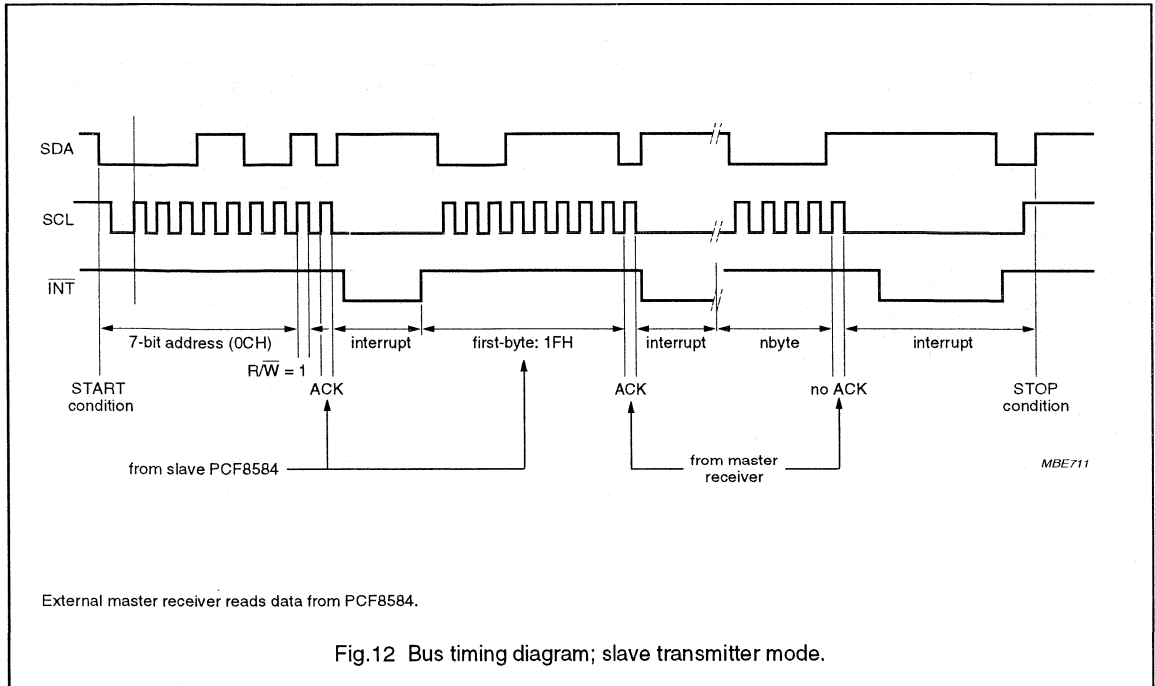 SDA
SCL
INT
7-bit address (0CH)
interrupt
first-byte: 1FH
interrupt
nbyte
interrupt
R/W = 1
START
condition
ACK
ACK
no ACK
STOP
condition
from slave PCF8584
from master
receiver
MBE711
External master receiver reads data from PCF8584.
Fig.12 Bus timing diagram; slave transmitter mode.